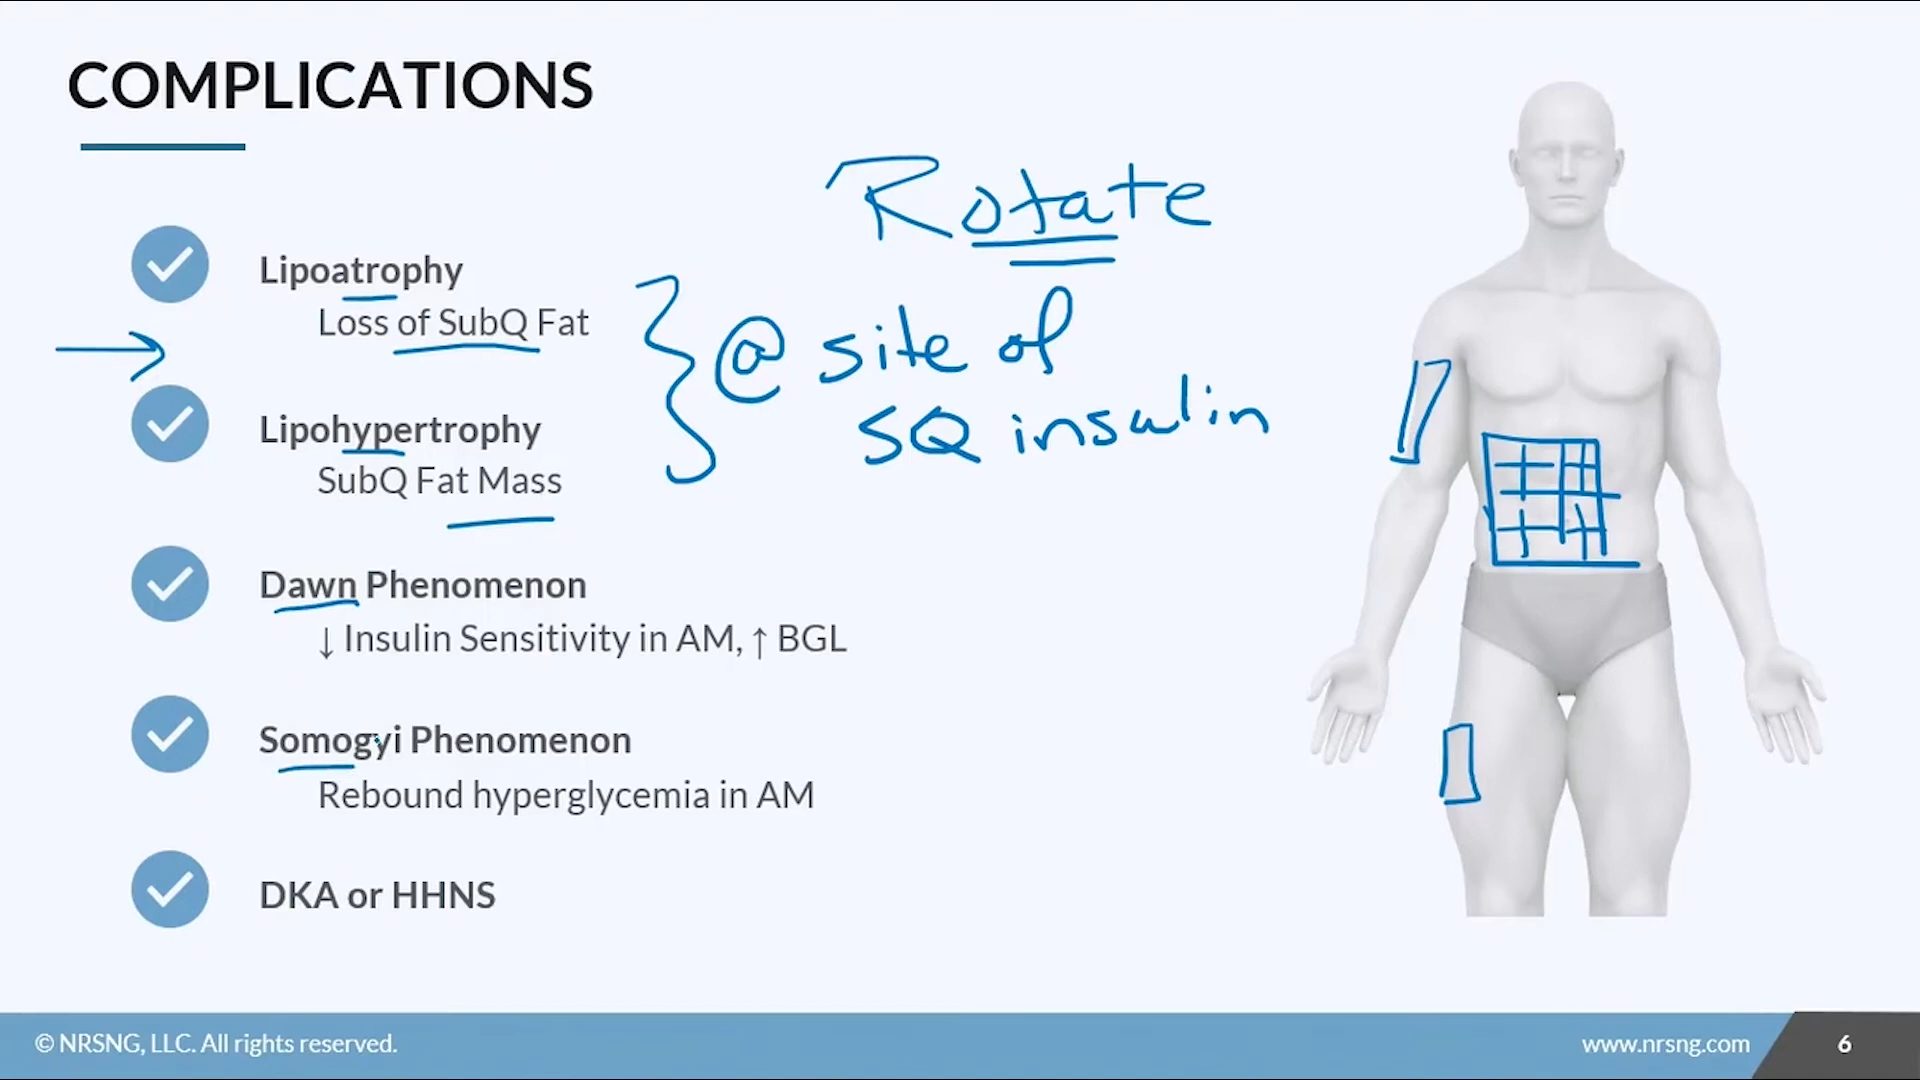 COMPLICATIONS
Rotate
Lipoatrophy
Loss of SubQ Fat
@ site of
SQ insulin
Lipohypertrophy
SubQ Fat Mass
Dawn Phenomenon
↓ Insulin Sensitivity in AM, ↑ BGL
Somogyi Phenomenon
Rebound hyperglycemia in AM
DKA or HHNS
© NRSNG, LLC. All rights reserved.
www.nrsng.com
6